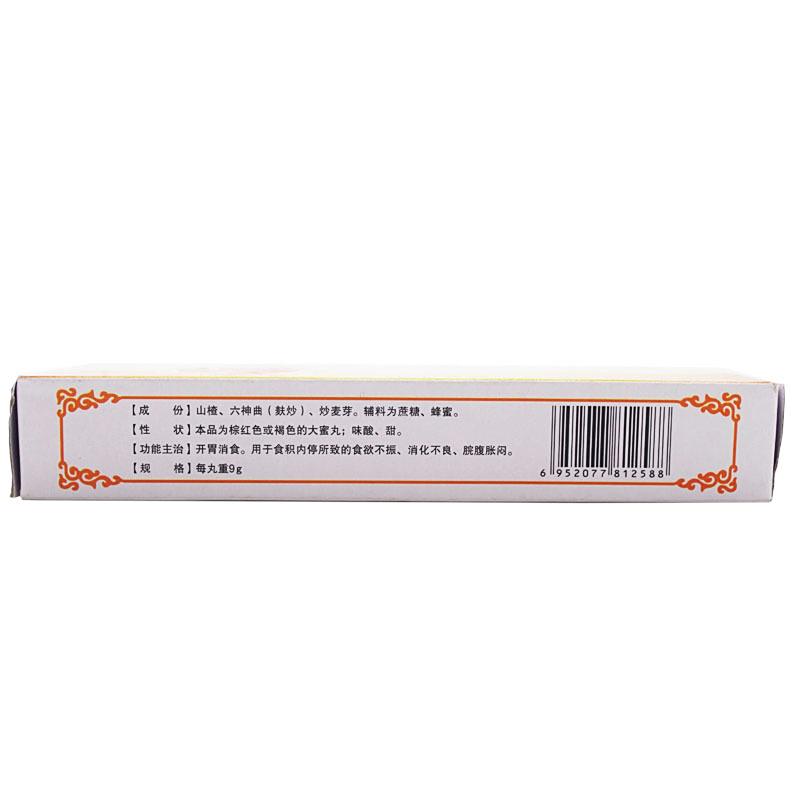 【成　份】山楂、六神曲(麸炒)、炒麦芽。辅料为蔗糖、蜂蜜。
【性　状】本品为棕红色或褐色的大蜜丸；味酸、甜。
【功能主治】开胃消食。用于食积内停所致的食欲不振、消化不良、脘腹胀闷。
【规　格】每丸重9g
6 952077 812588